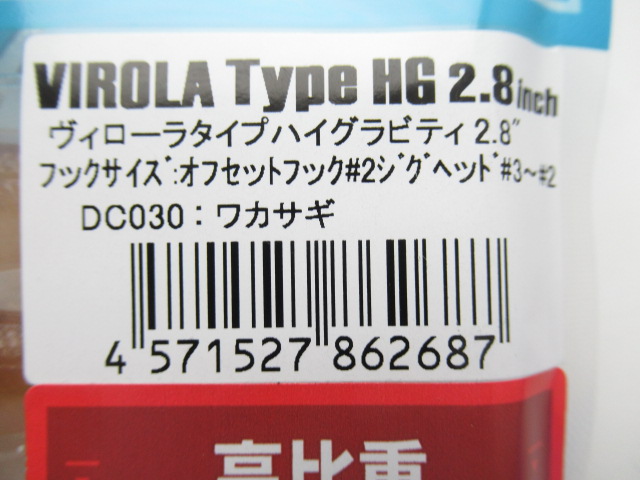 VIROLA Type HG 2.8inch
ヴィローラタイプハイグラビティ 2.8″
フックサイズ:オフセットフック#2ジグヘッド#3~#2
DC030:ワカサギ
4 571527 862687
高比重